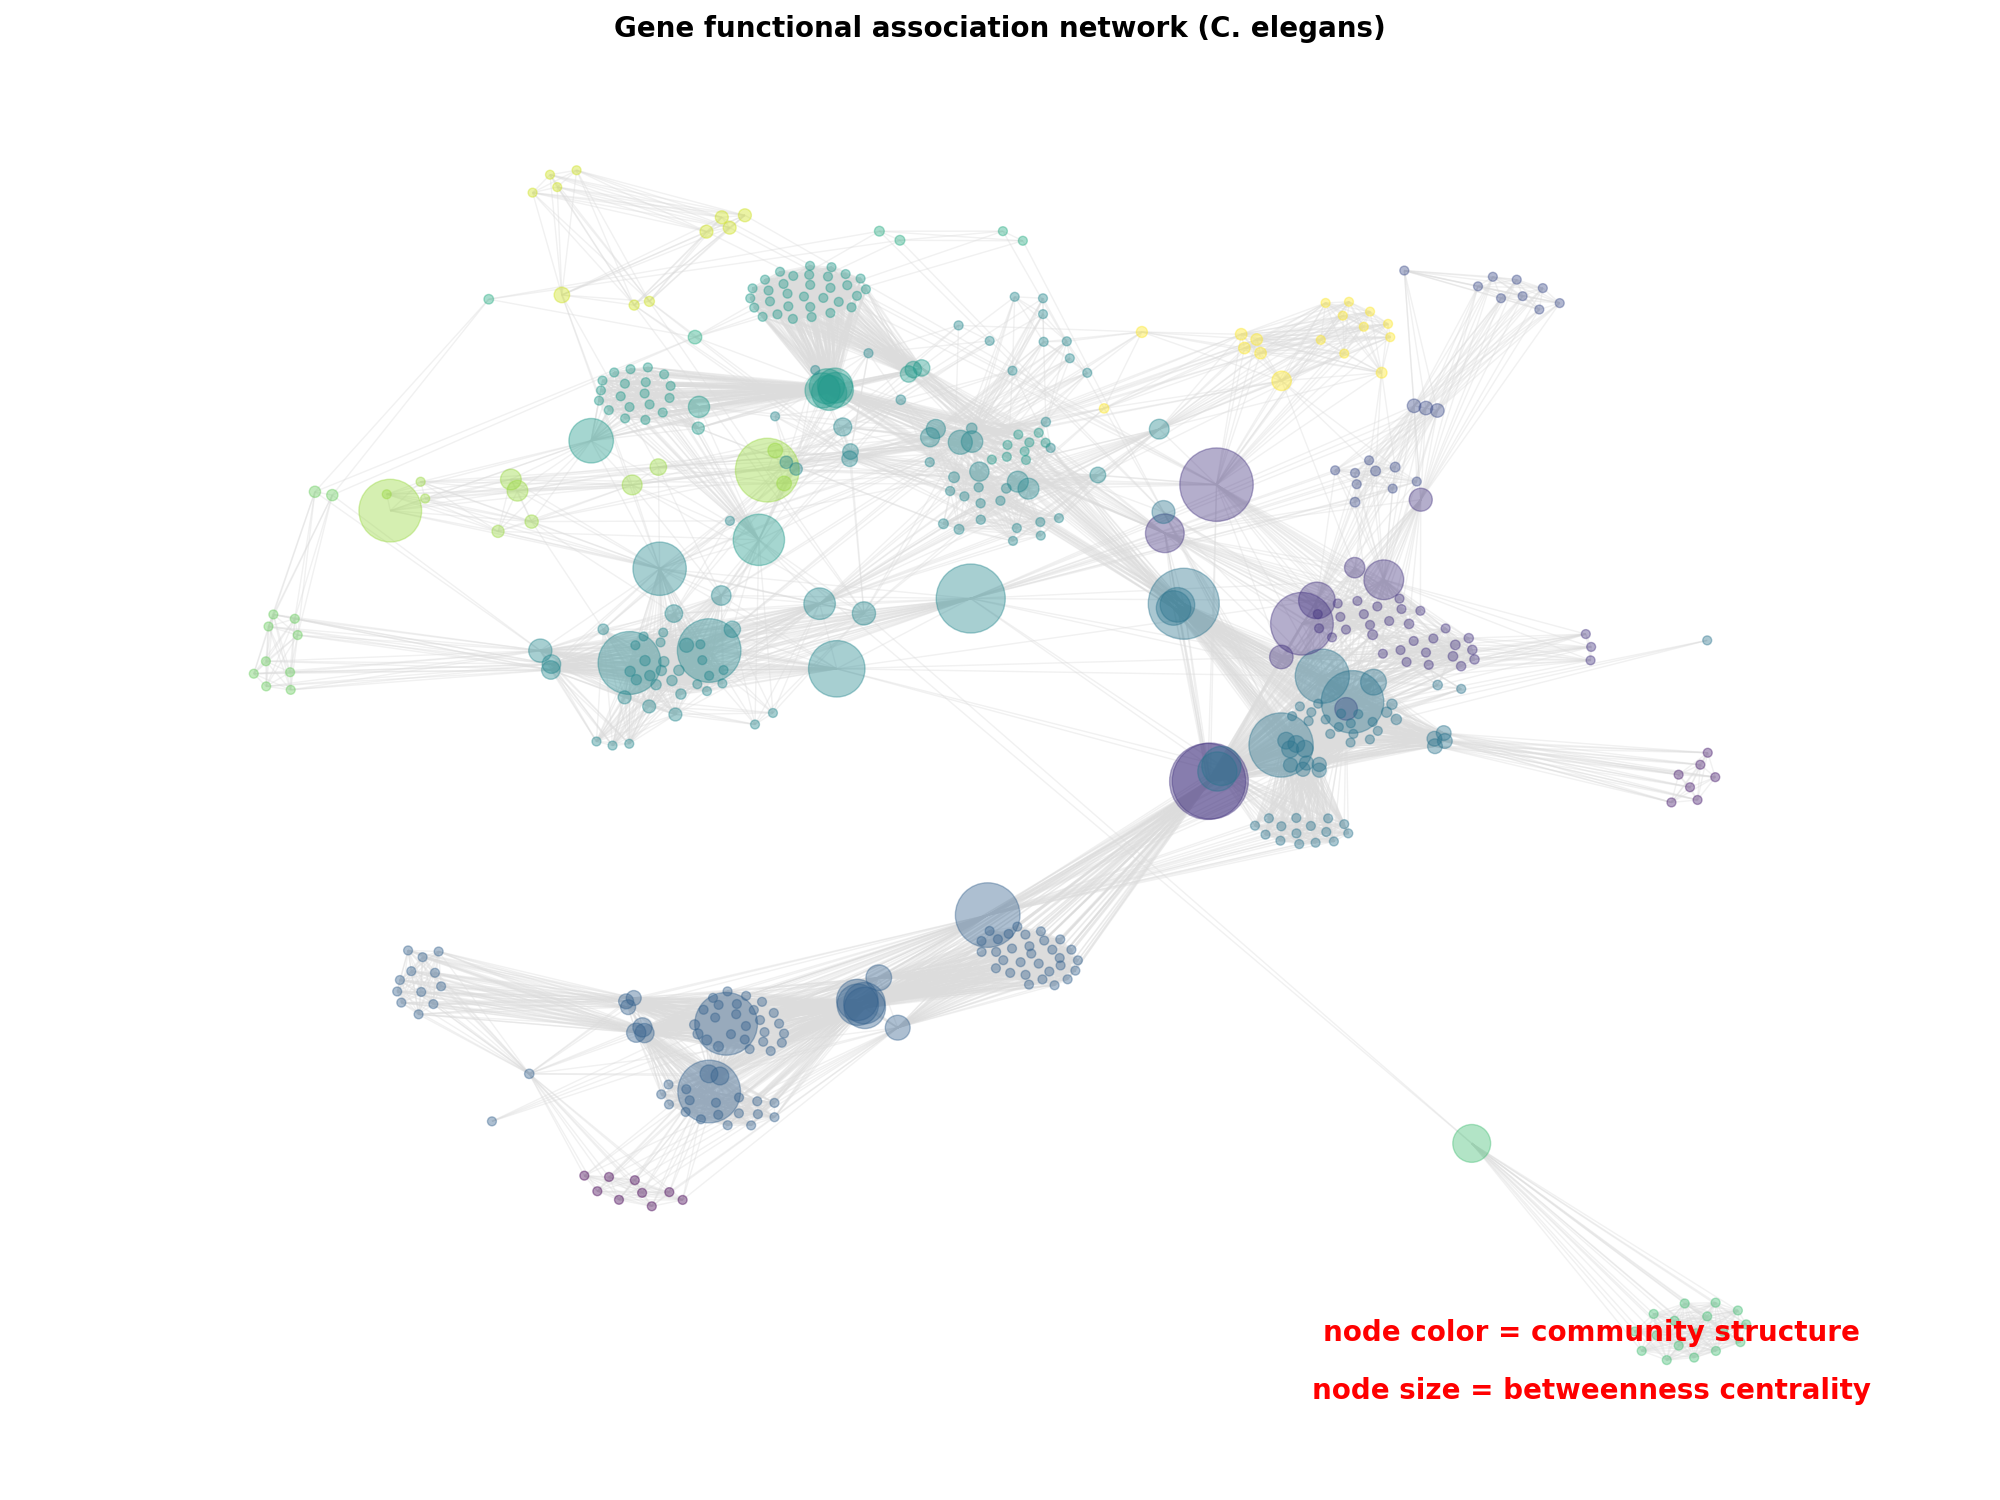 Gene functional association network (C. elegans)
node color = community structure
node size = betweenness centrality